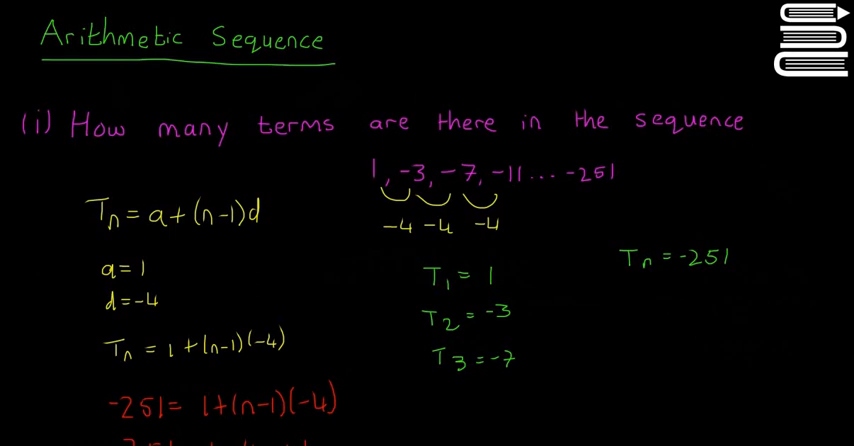 Arithmetic Sequence
(i) How many terms are there in the sequence
1, -3, -7, -11 ... -251
-4 -4 -4
Tn = a + (n-1)d
a = 1
d = -4
Tn = 1 + (n-1)(-4)
-251 = 1 + (n-1)(-4)
T1 = 1
T2 = -3
T3 = -7
Tn = -251